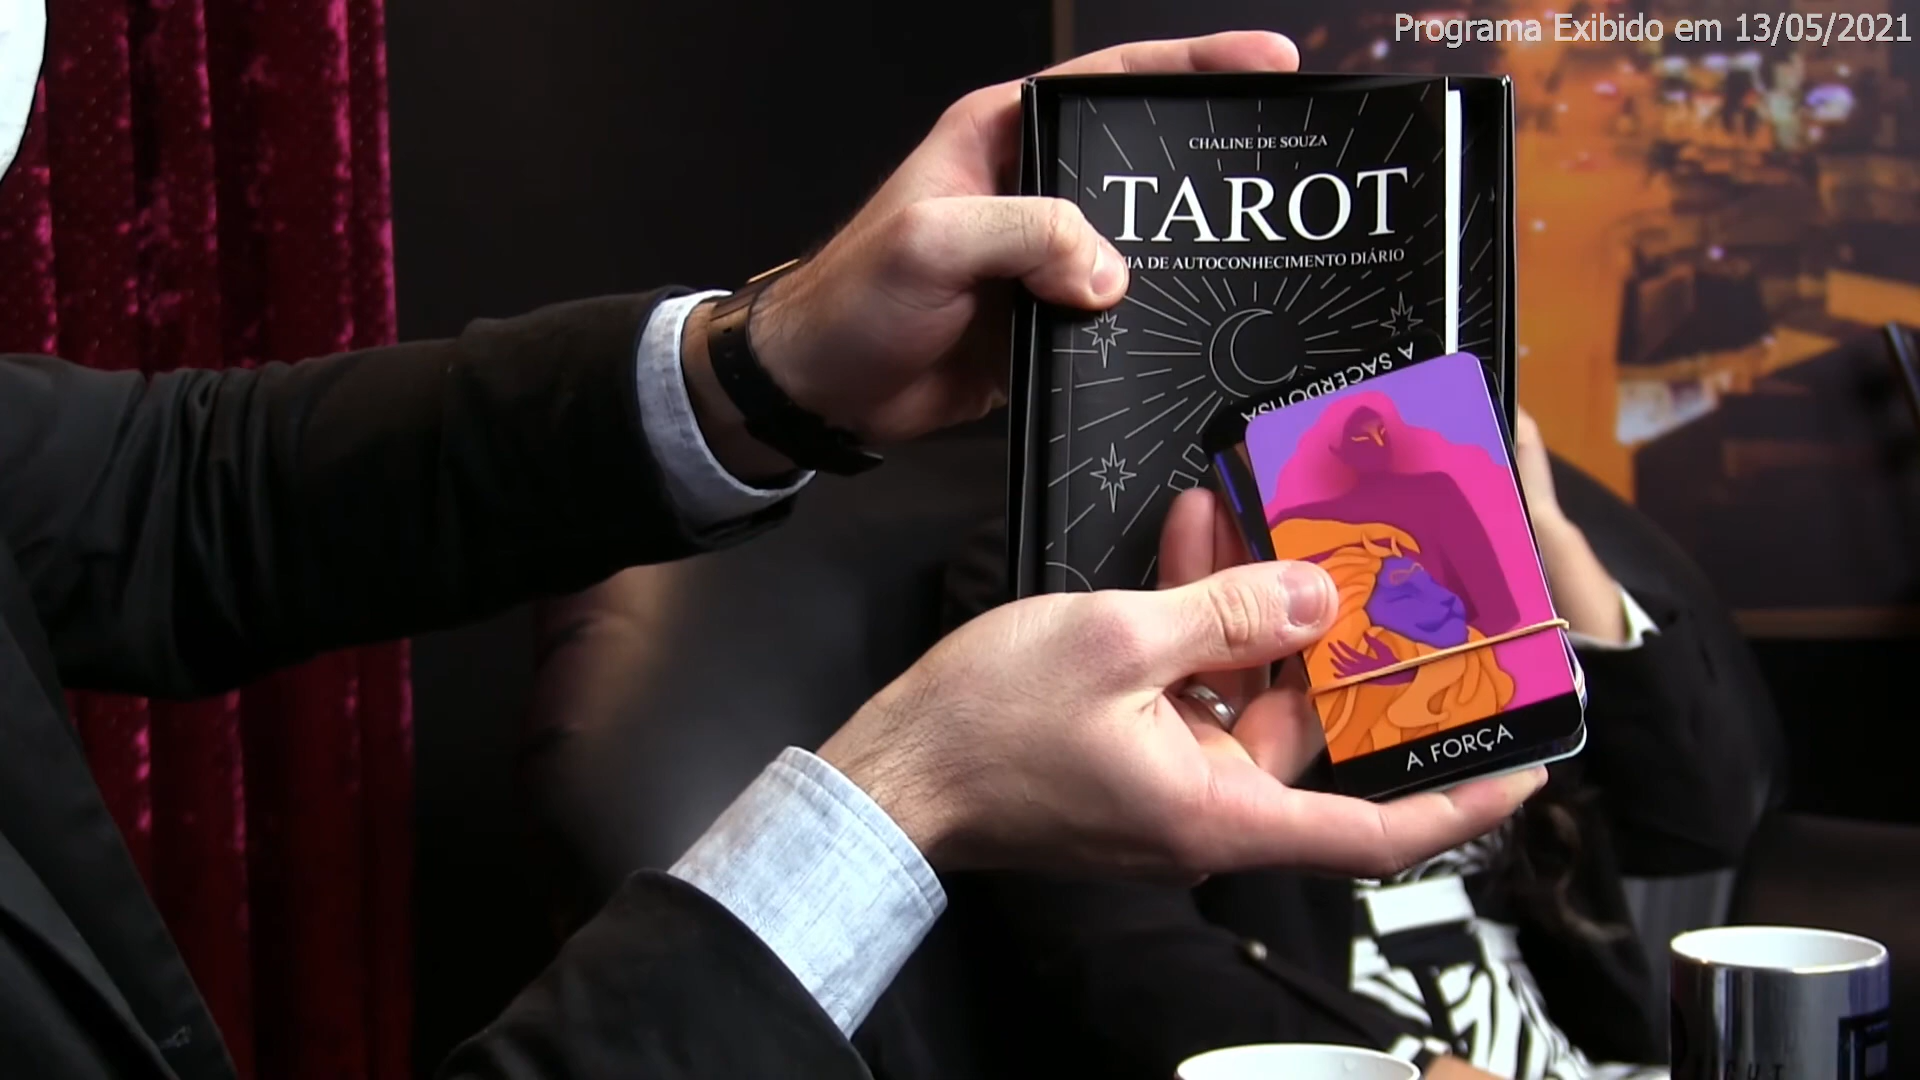 Programa Exibido em 13/05/2021
CHALINE DE SOUZA
TAROT
DE AUTOCONHECIMENTO DIÁRIO
A SACERDOTISA
A FORÇA